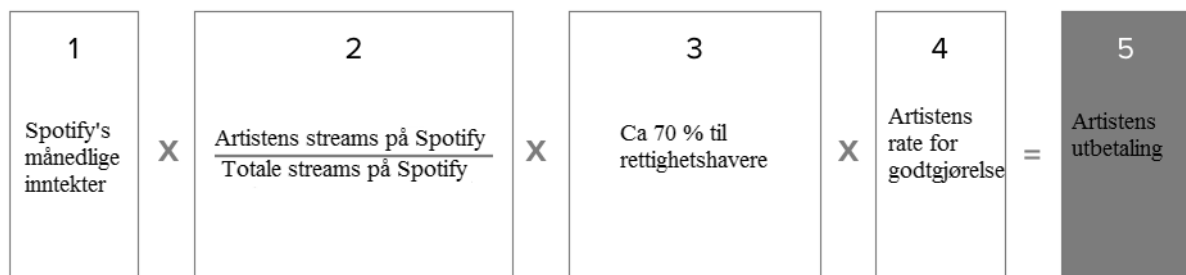 1
Spotify's
månedlige
inntekter
X
2
Artistens streams på Spotify
Totale streams på Spotify
X
3
Ca 70 % til
rettighetshavere
X
4
Artistens
rate for
godtgjørelse
=
5
Artistens
utbetaling